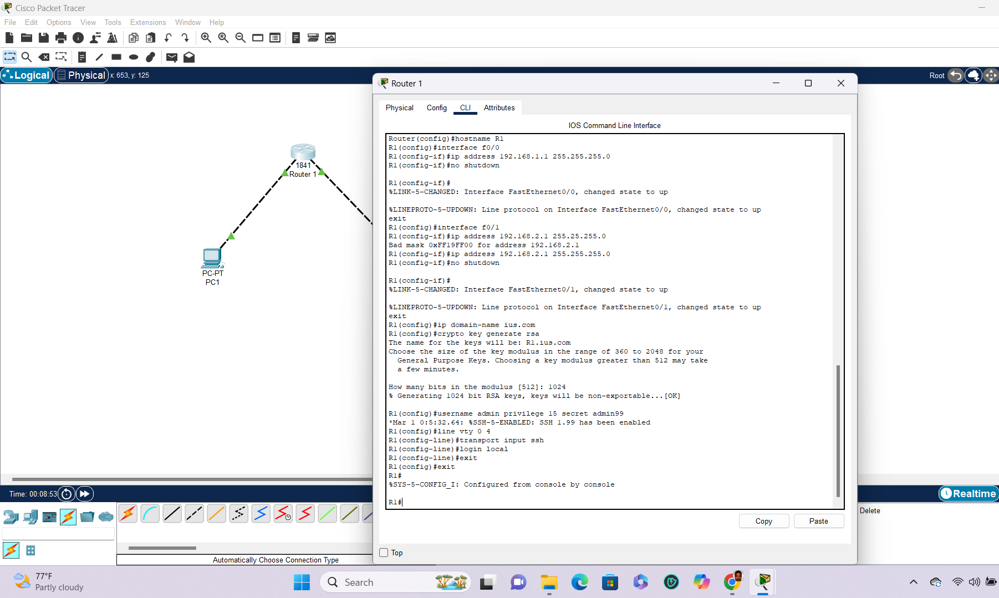 Cisco Packet Tracer
File Edit Options View Tools Extensions Window Help
Logical Physical x: 653, y: 125 Root
1841
Router 1
PC-PT
PC1
Router 1
Physical Config CLI Attributes
IOS Command Line Interface
Router(config)#hostname R1
R1(config)#interface f0/0
R1(config-if)#ip address 192.168.1.1 255.255.255.0
R1(config-if)#no shutdown
R1(config-if)#
%LINK-5-CHANGED: Interface FastEthernet0/0, changed state to up
%LINEPROTO-5-UPDOWN: Line protocol on Interface FastEthernet0/0, changed state to up
exit
R1(config)#interface f0/1
R1(config-if)#ip address 192.168.2.1 255.25.255.0
Bad mask 0xFF19FF00 for address 192.168.2.1
R1(config-if)#ip address 192.168.2.1 255.255.255.0
R1(config-if)#no shutdown
R1(config-if)#
%LINK-5-CHANGED: Interface FastEthernet0/1, changed state to up
%LINEPROTO-5-UPDOWN: Line protocol on Interface FastEthernet0/1, changed state to up
exit
R1(config)#ip domain-name ius.com
R1(config)#crypto key generate rsa
The name for the keys will be: R1.ius.com
Choose the size of the key modulus in the range of 360 to 2048 for your
General Purpose Keys. Choosing a key modulus greater than 512 may take
a few minutes.
How many bits in the modulus [512]: 1024
% Generating 1024 bit RSA keys, keys will be non-exportable...[OK]
R1(config)#username admin privilege 15 secret admin99
*Mar 1 0:5:32.64: %SSH-5-ENABLED: SSH 1.99 has been enabled
R1(config)#line vty 0 4
R1(config-line)#transport input ssh
R1(config-line)#login local
R1(config-line)#exit
R1(config)#exit
R1#
%SYS-5-CONFIG_I: Configured from console by console
R1#
Copy Paste
Top
Time: 00:08:53
Realtime
Delete
Automatically Choose Connection Type
77°F
Partly cloudy
Search